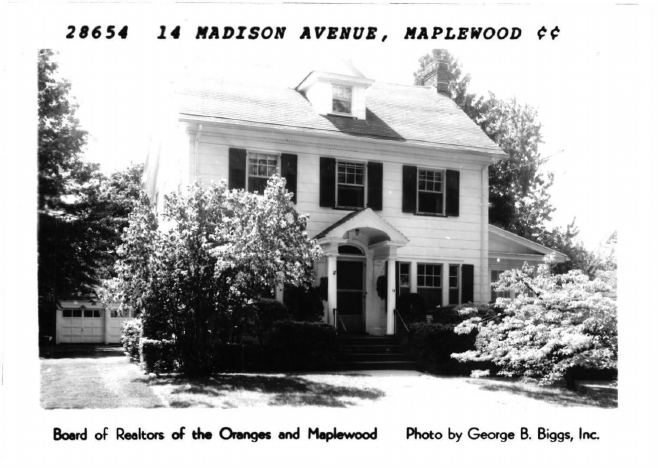 28654 14 MADISON AVENUE, MAPLEWOOD ¢¢
Board of Realtors of the Oranges and Maplewood Photo by George B. Biggs, Inc.